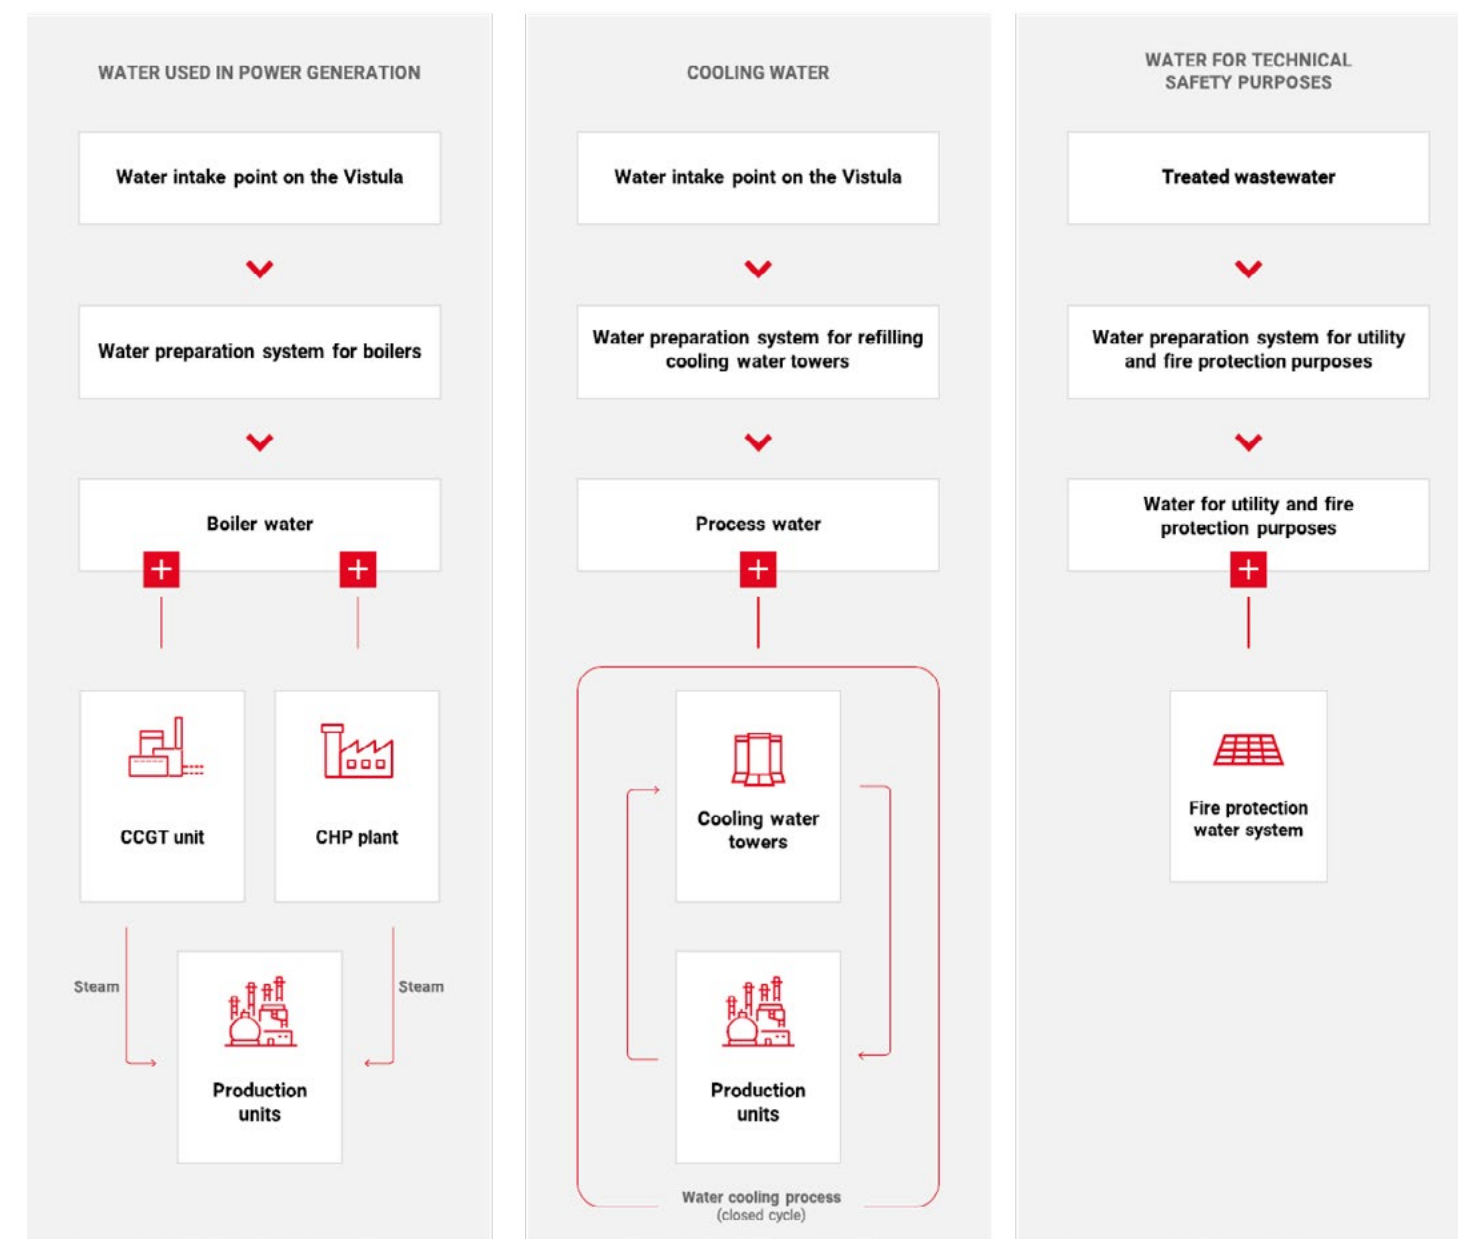 WATER USED IN POWER GENERATION
Water intake point on the Vistula
Water preparation system for boilers
Boiler water
CCGT unit
CHP plant
Steam
Steam
Production
units
COOLING WATER
Water intake point on the Vistula
Water preparation system for refilling
cooling water towers
Process water
Cooling water
towers
Production
units
Water cooling process
(closed cycle)
WATER FOR TECHNICAL
SAFETY PURPOSES
Treated wastewater
Water preparation system for utility
and fire protection purposes
Water for utility and fire
protection purposes
Fire protection
water system